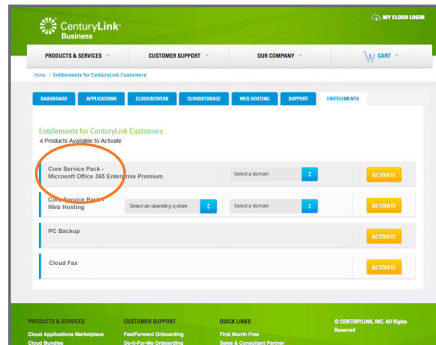 MY CLOUD LOGIN
CenturyLink®
Business
PRODUCTS & SERVICES
CUSTOMER SUPPORT
OUR COMPANY
CART
Home > Entitlements for CenturyLink Customers
DASHBOARD
APPLICATIONS
CLOUDSERVERS
CLOUDSTORAGE
WEB HOSTING
SUPPORT
ENTITLEMENTS
Entitlements for CenturyLink Customers
4 Products Available to Activate
Core Service Pack -
Microsoft Office 365 Enterprise Premium
Select a domain
ACTIVATE
Core Service Pack -
Web Hosting
Select an operating system
Select a domain
ACTIVATE
PC Backup
ACTIVATE
Cloud Fax
ACTIVATE
PRODUCTS & SERVICES
CUSTOMER SUPPORT
QUICK LINKS
© CENTURYLINK, INC. All Rights
Reserved
Cloud Applications Marketplace
FastForward Onboarding
First Month Free
Cloud Bundles
Do-It-For-Me Onboarding
Sales & Consultant Partner